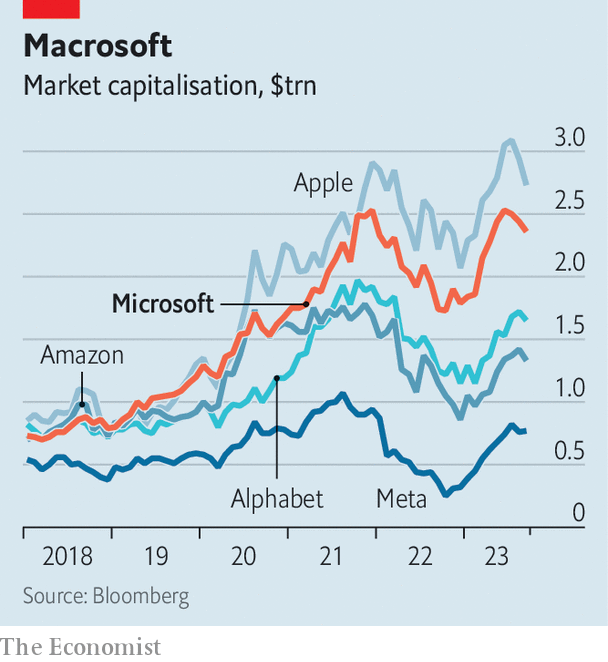 Macrosoft
Market capitalisation, $trn
3.0
Apple
2.5
2.0
Microsoft
1.5
Amazon
1.0
0.5
Alphabet
Meta
0
2018 19 20 21 22 23
Source: Bloomberg
The Economist